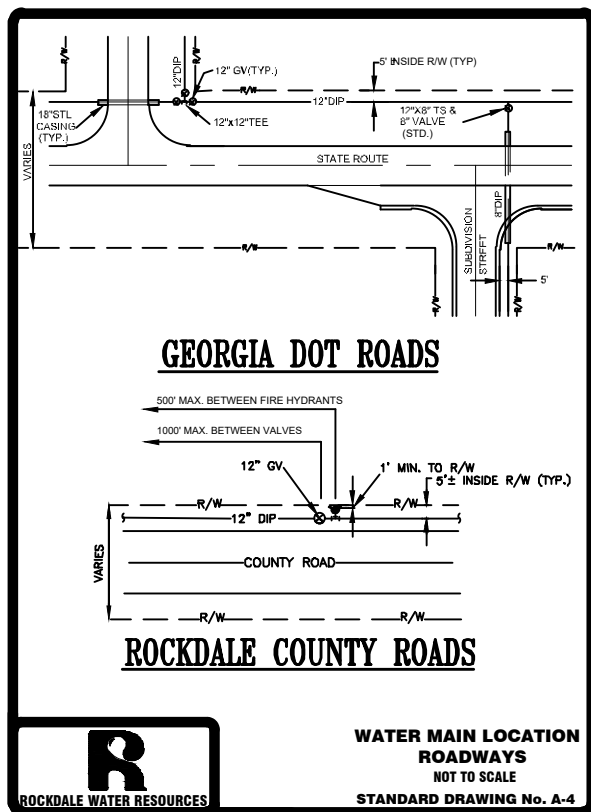 5' INSIDE R/W (TYP)
12"DIP
12" GV(TYP.)
R/W
R/W
R/W
12"DIP
18"STL
CASING
(TYP.)
12"x12"TEE
12"X8" TS &
8" VALVE
(STD.)
VARIES
STATE ROUTE
8"DIP
SUBDIVISION
STREET
R/W
R/W
R/W
R/W
5'
GEORGIA DOT ROADS
500' MAX. BETWEEN FIRE HYDRANTS
1000' MAX. BETWEEN VALVES
12" GV
1' MIN. TO R/W
5'± INSIDE R/W (TYP.)
R/W
R/W
R/W
12" DIP
VARIES
COUNTY ROAD
R/W
R/W
ROCKDALE COUNTY ROADS
R
ROCKDALE WATER RESOURCES
WATER MAIN LOCATION
ROADWAYS
NOT TO SCALE
STANDARD DRAWING No. A-4